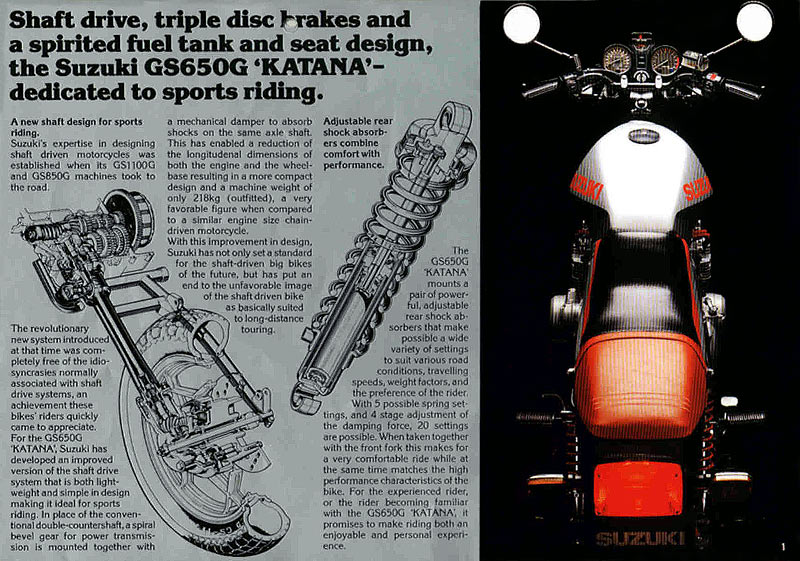 Shaft drive, triple disc brakes and
a spirited fuel tank and seat design,
the Suzuki GS650G ‘KATANA’–
dedicated to sports riding.
A new shaft design for sports
riding.
Suzuki's expertise in designing
shaft driven motorcycles was
established when its GS1100G
and GS850G machines took to
the road.
The revolutionary
new system introduced
at that time was com-
pletely free of the idio-
syncrasies normally
associated with shaft
drive systems, an
achievement these
bikes' riders quickly
came to appreciate.
For the GS650G
'KATANA', Suzuki has
developed an improved
version of the shaft drive
system that is both light-
weight and simple in design
making it ideal for sports
riding. In place of the conven-
tional double-countershaft, a spiral
bevel gear for power transmis-
sion is mounted together with
a mechanical damper to absorb
shocks on the same axle shaft.
This has enabled a reduction of
the longitudenal dimensions of
both the engine and the wheel-
base resulting in a more compact
design and a machine weight of
only 218kg (outfitted), a very
favorable figure when compared
to a similar engine size chain-
driven motorcycle.
With this improvement in design,
Suzuki has not only set a standard
for the shaft-driven big bikes
of the future, but has put an
end to the unfavorable image
of the shaft driven bike
as basically suited
to long-distance
touring.
Adjustable rear
shock absorb-
ers combine
comfort with
performance.
The
GS650G
'KATANA'
mounts a
pair of power-
ful, adjustable
rear shock ab-
sorbers that make
possible a wide
variety of settings
to suit various road
conditions, travelling
speeds, weight factors, and
the preference of the rider.
With 5 possible spring set-
tings, and 4 stage adjustment of
the damping force, 20 settings
are possible. When taken together
with the front fork this makes for
a very comfortable ride while at
the same time matches the high
performance characteristics of the
bike. For the experienced rider,
or the rider becoming familiar
with the GS650G 'KATANA', it
promises to make riding both an
enjoyable and personal experi-
ence.
SUZUKI
SUZUKI
SUZUKI
1